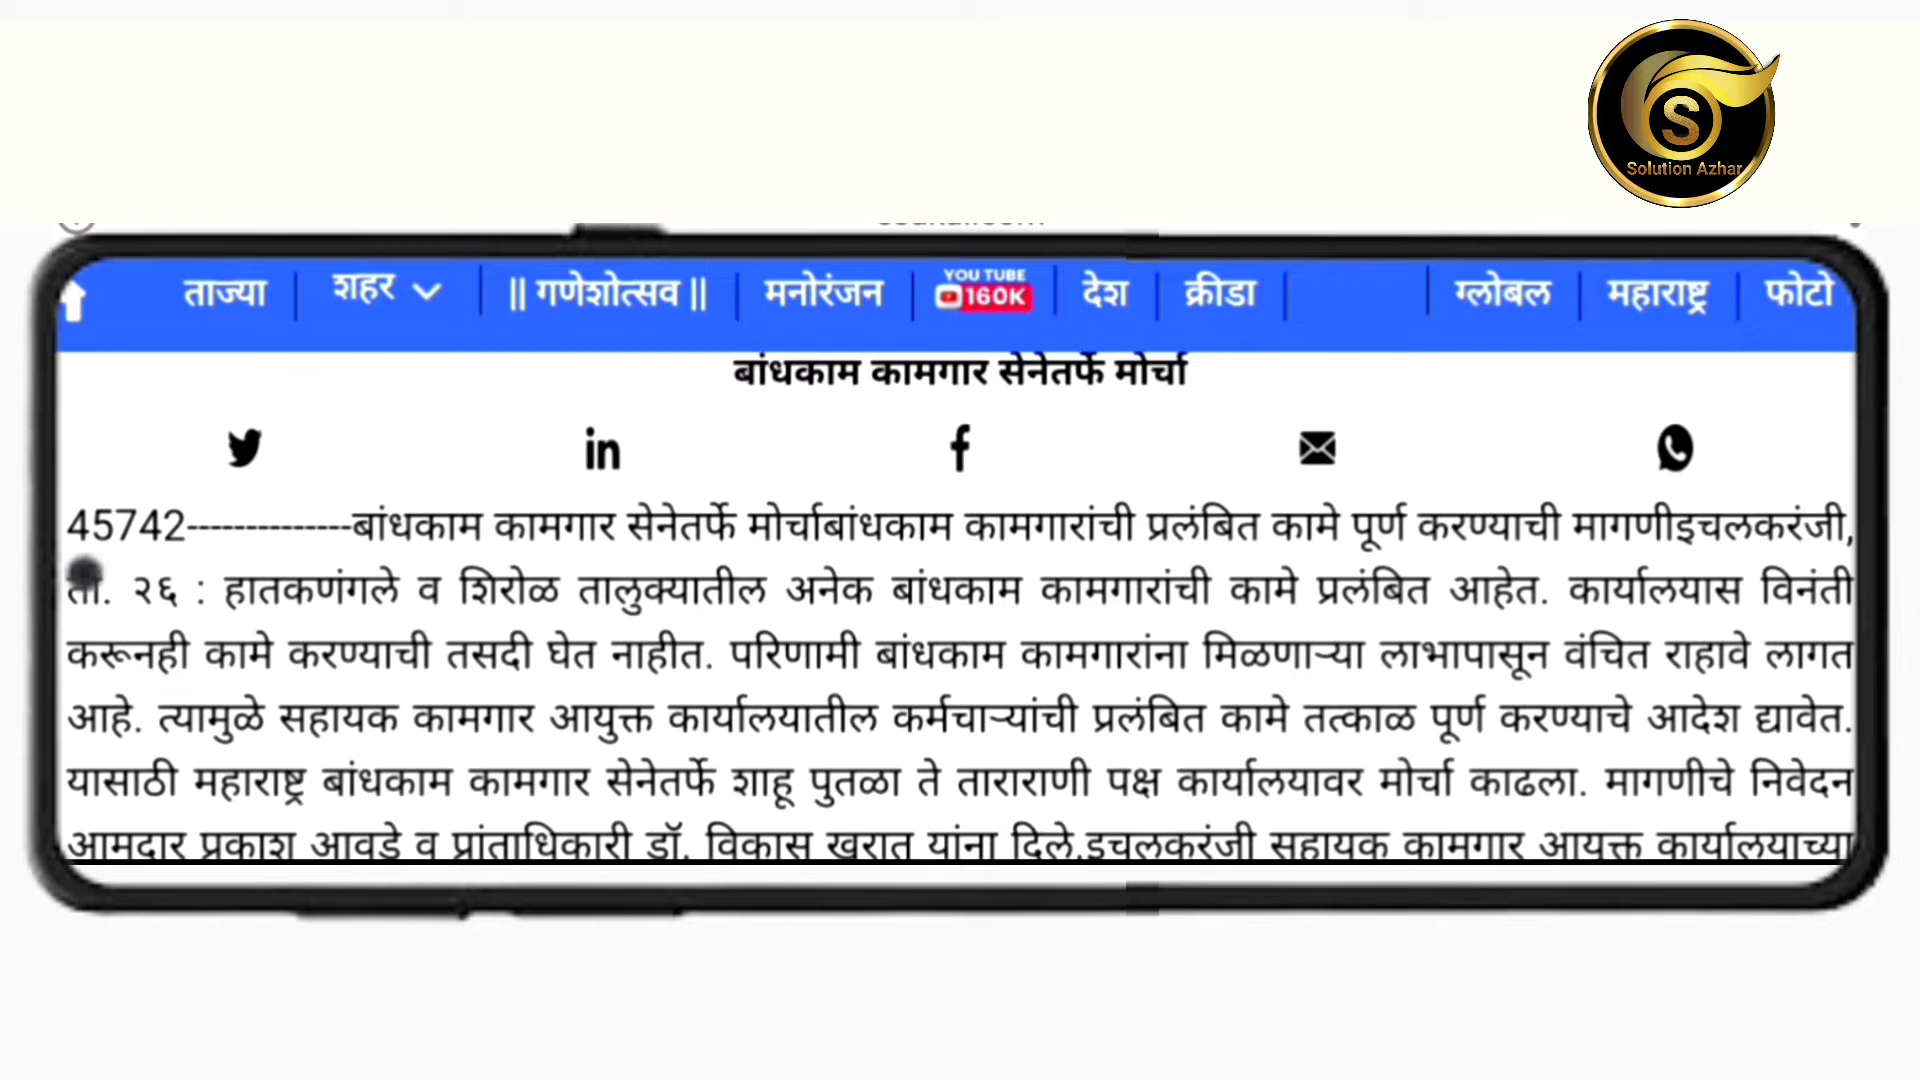 S
Solution Azhar
ताज्या शहर || गणेशोत्सव || मनोरंजन YOU TUBE 160K देश क्रीडा ग्लोबल महाराष्ट्र फोटो
बांधकाम कामगार सेनेतर्फे मोर्चा
45742--------------बांधकाम कामगार सेनेतर्फे मोर्चाबांधकाम कामगारांची प्रलंबित कामे पूर्ण करण्याची मागणीइचलकरंजी,
ता. २६ : हातकणंगले व शिरोळ तालुक्यातील अनेक बांधकाम कामगारांची कामे प्रलंबित आहेत. कार्यालयास विनंती
करूनही कामे करण्याची तसदी घेत नाहीत. परिणामी बांधकाम कामगारांना मिळणाऱ्या लाभापासून वंचित राहावे लागत
आहे. त्यामुळे सहायक कामगार आयुक्त कार्यालयातील कर्मचाऱ्यांची प्रलंबित कामे तत्काळ पूर्ण करण्याचे आदेश द्यावेत.
यासाठी महाराष्ट्र बांधकाम कामगार सेनेतर्फे शाहू पुतळा ते ताराराणी पक्ष कार्यालयावर मोर्चा काढला. मागणीचे निवेदन
आमदार प्रकाश आवडे व प्रांताधिकारी डॉ. विकास खरात यांना दिले.इचलकरंजी सहायक कामगार आयुक्त कार्यालयाच्या